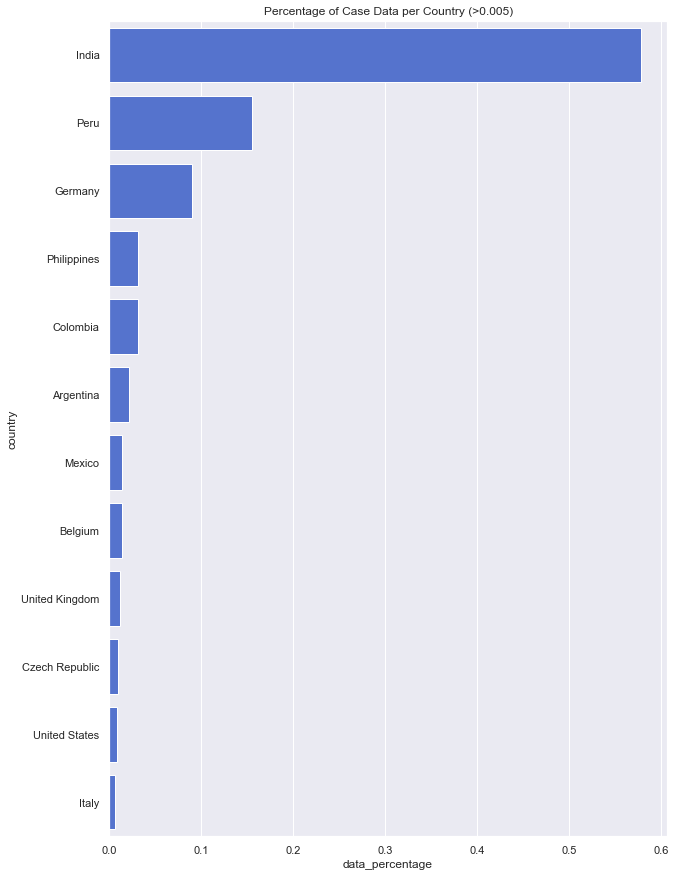 Percentage of Case Data per Country (>0.005)
India
Peru
Germany
Philippines
Colombia
Argentina
Mexico
Belgium
United Kingdom
Czech Republic
United States
Italy
country
0.0 0.1 0.2 0.3 0.4 0.5 0.6
data_percentage